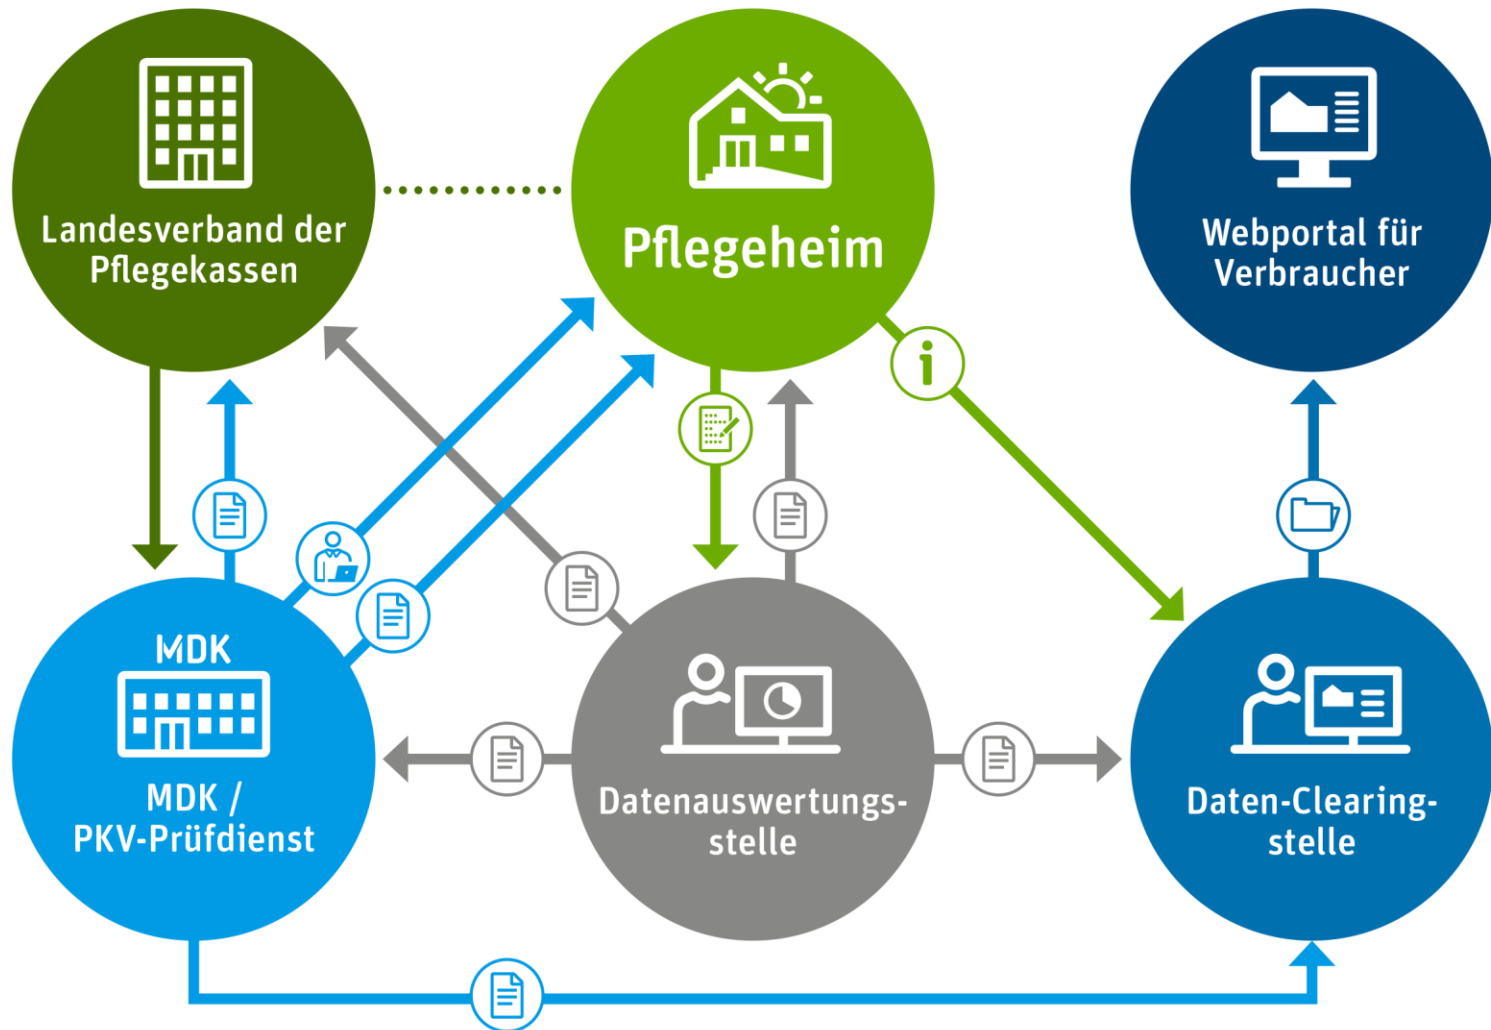 Landesverband der
Pflegekassen
Pflegeheim
Webportal für
Verbraucher
i
MDK
MDK /
PKV-Prüfdienst
Datenauswertungs-
stelle
Daten-Clearing-
stelle